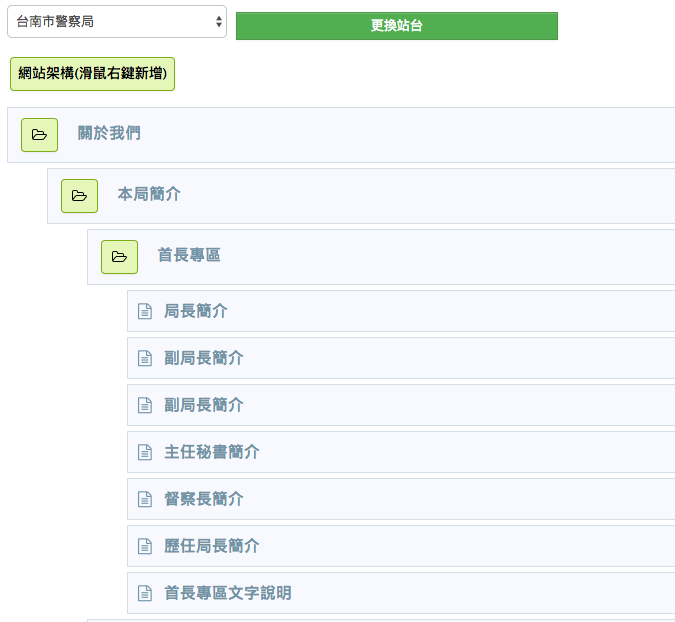 台南市警察局
更換站台
網站架構(滑鼠右鍵新增)
關於我們
本局簡介
首長專區
局長簡介
副局長簡介
副局長簡介
主任秘書簡介
督察長簡介
歷任局長簡介
首長專區文字說明